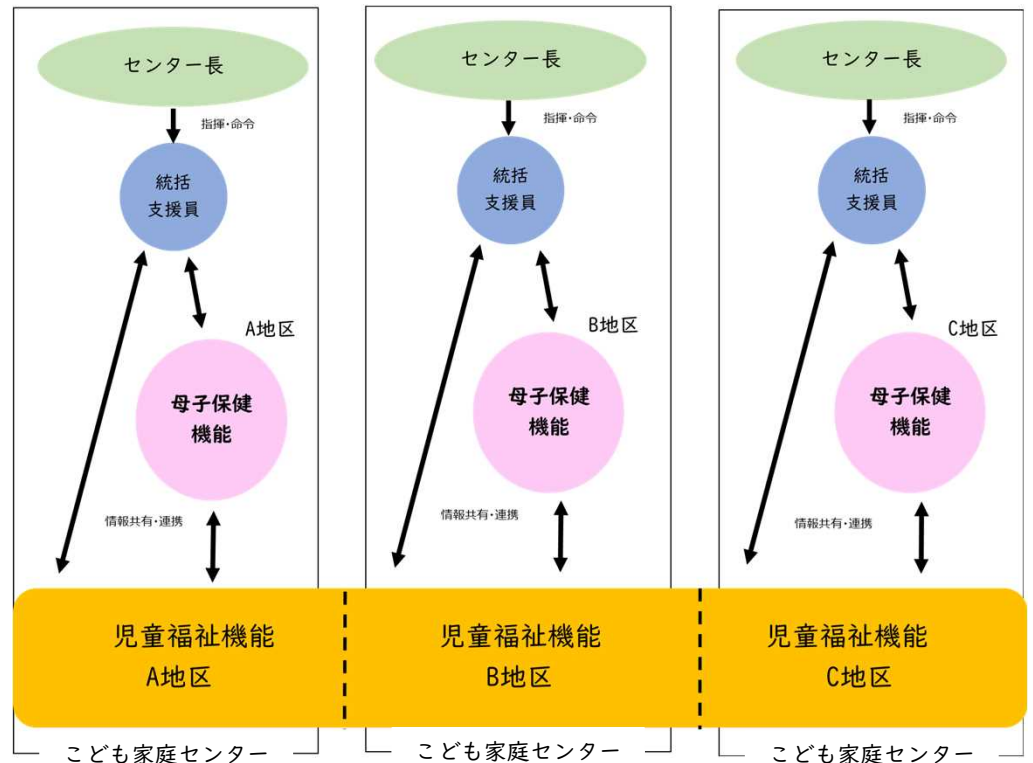 センター長
指揮・命令
統括
支援員
A地区
母子保健
機能
情報共有・連携
児童福祉機能
A地区
こども家庭センター
センター長
指揮・命令
統括
支援員
B地区
母子保健
機能
情報共有・連携
児童福祉機能
B地区
こども家庭センター
センター長
指揮・命令
統括
支援員
C地区
母子保健
機能
情報共有・連携
児童福祉機能
C地区
こども家庭センター